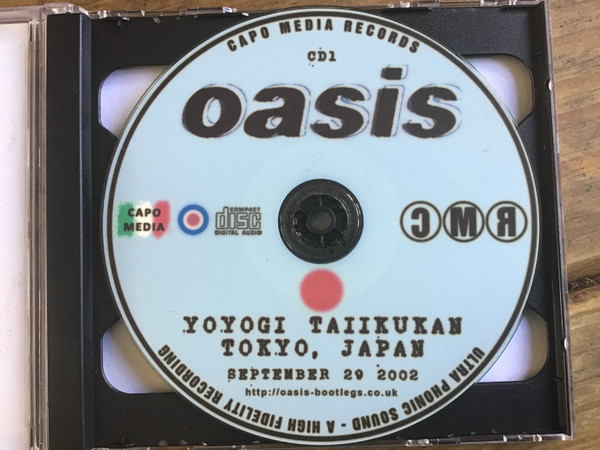 CAPO MEDIA RECORDS
CD1
oasis
CAPO
MEDIA
COMPACT
disc
DIGITAL AUDIO
CMR
YOYOGI TAIIKUKAN
TOKYO, JAPAN
SEPTEMBER 29 2002
http://oasis-bootlegs.co.uk
ULTRA PHONIC SOUND - A HIGH FIDELITY RECORDING